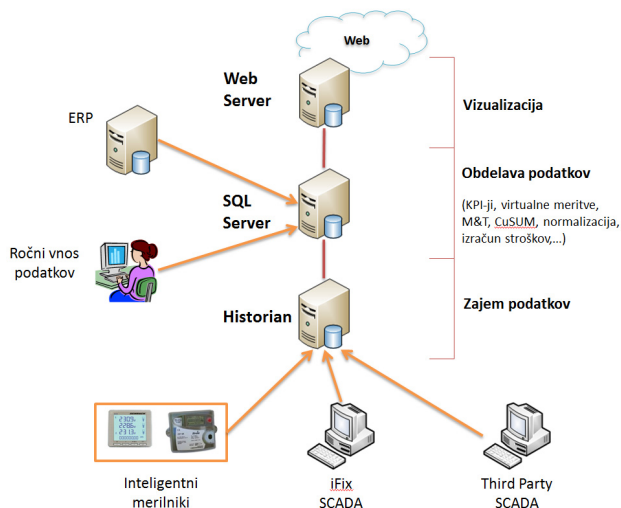 Web
Web
Server
Vizualizacija
ERP
Obdelava podatkov
(KPI-ji, virtualne meritve,
M&T, CuSUM, normalizacija,
izračun stroškov,...)
SQL
Server
Ročni vnos
podatkov
Historian
Zajem podatkov
Inteligentni
merilniki
iFix
SCADA
Third Party
SCADA